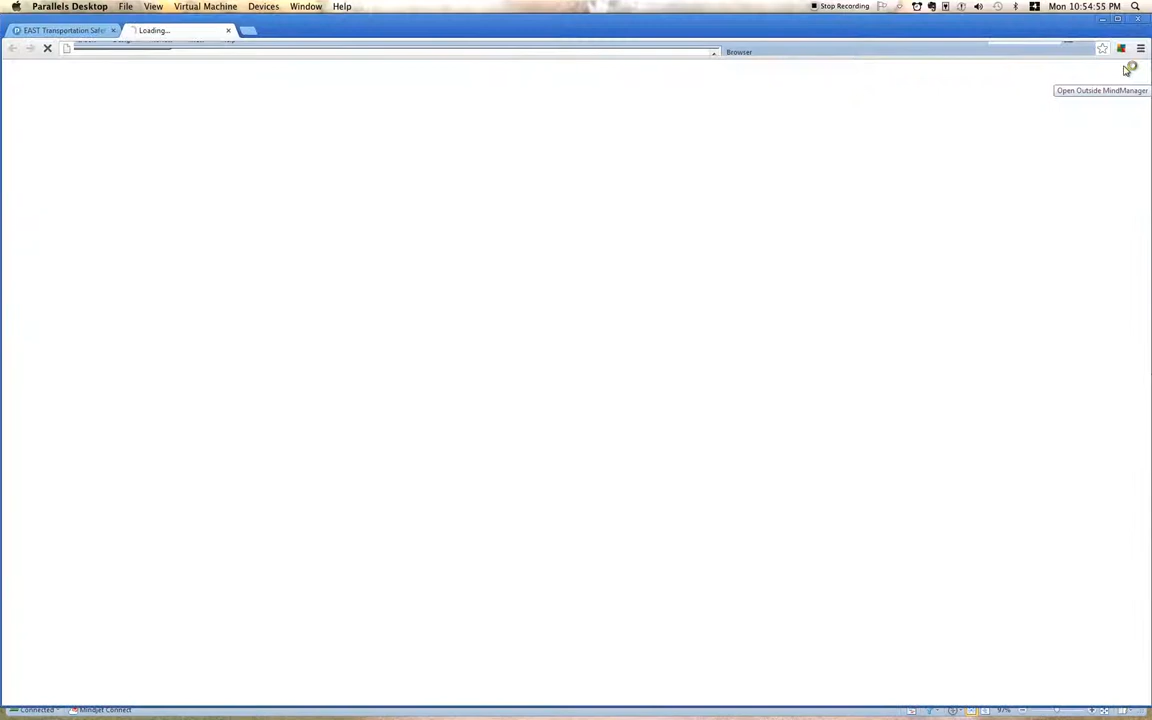 Parallels Desktop File View Virtual Machine Devices Window Help Stop Recording Mon 10:54:55 PM
EAST Transportation Safe Loading...
Browser
Open Outside MindManager
Connected Mindjet Connect 97%